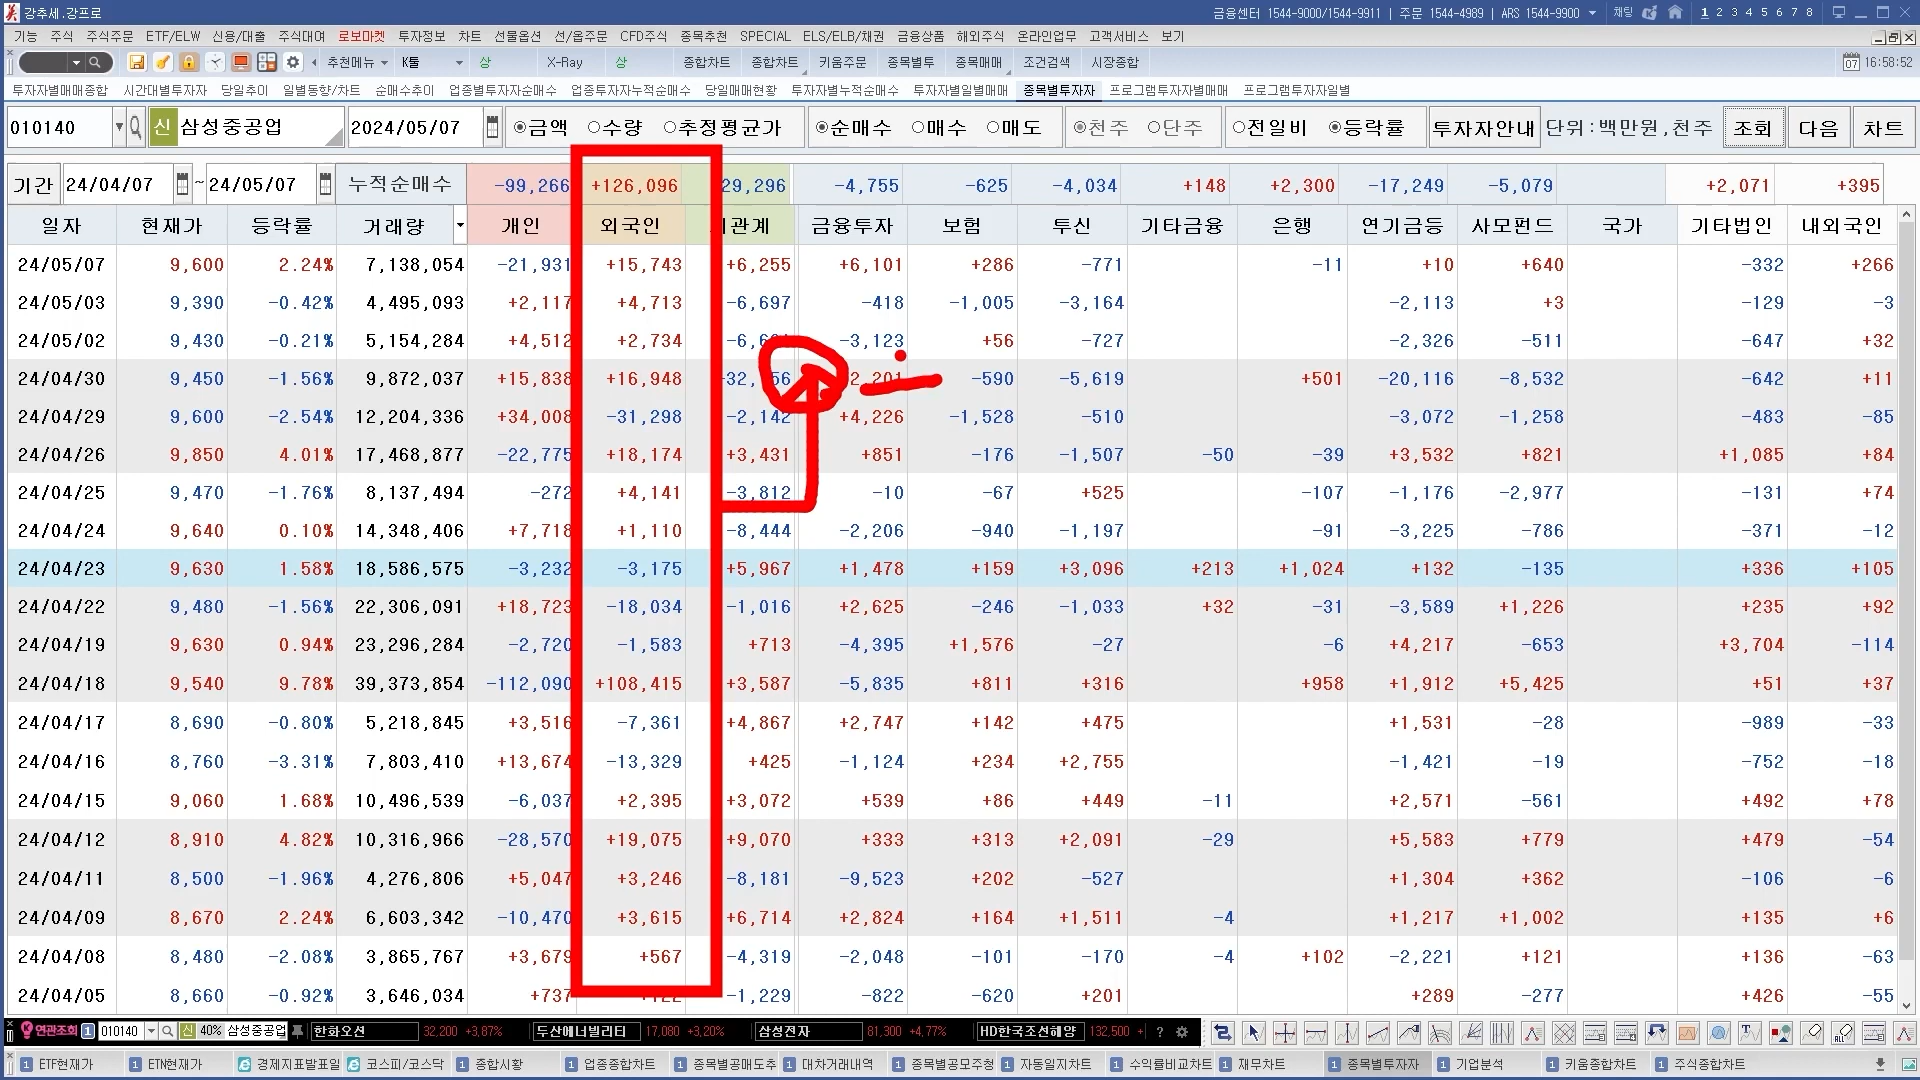 강추세.강프로 금융센터 1544-9000/1544-9911 | 주문 1544-4989 | ARS 1544-9900 채팅 1 2 3 4 5 6 7 8
기능 주식 주식주문 ETF/ELW 신용/대출 주식대여 로보마켓 투자정보 차트 선물옵션 선/옵주문 CFD주식 종목추천 SPECIAL ELS/ELB/채권 금융상품 해외주식 온라인업무 고객서비스 보기
추천메뉴 K툴 상 X-Ray 상 종합차트 종합차트 키움주문 종목별투 종목매매 조건검색 시장종합 07 16:58:52
투자자별매매종합 시간대별투자자 당일추이 일별동향/차트 순매수추이 업종별투자자순매수 업종투자자누적순매수 당일매매현황 투자자별누적순매수 투자자별일별매매 종목별투자자 프로그램투자자별매매 프로그램투자자일별
010140 신 삼성중공업 2024/05/07 금액 수량 추정평균가 순매수 매수 매도 천주 단주 전일비 등락률 투자자안내 단위:백만원,천주 조회 다음 차트
기간 24/04/07 ~ 24/05/07 누적순매수 -99,266 +126,096 29,296 -4,755 -625 -4,034 +148 +2,300 -17,249 -5,079 +2,071 +395
일자 현재가 등락률 거래량 개인 외국인 관계 금융투자 보험 투신 기타금융 은행 연기금등 사모펀드 국가 기타법인 내외국인
24/05/07 9,600 2.24% 7,138,054 -21,931 +15,743 +6,255 +6,101 +286 -771 -11 +10 +640 -332 +266
24/05/03 9,390 -0.42% 4,495,093 +2,117 +4,713 -6,697 -418 -1,005 -3,164 -2,113 +3 -129 -3
24/05/02 9,430 -0.21% 5,154,284 +4,512 +2,734 -3,123 +56 -727 -2,326 -511 -647 +32
24/04/30 9,450 -1.56% 9,872,037 +15,838 +16,948 2,201 -590 -5,619 +501 -20,116 -8,532 -642 +11
24/04/29 9,600 -2.54% 12,204,336 +34,008 -31,298 -2,142 +4,226 -1,528 -510 -3,072 -1,258 -483 -85
24/04/26 9,850 4.01% 17,468,877 -22,775 +18,174 +3,431 +851 -176 -1,507 -50 -39 +3,532 +821 +1,085 +84
24/04/25 9,470 -1.76% 8,137,494 -272 +4,141 -3,812 -10 -67 +525 -107 -1,176 -2,977 -131 +74
24/04/24 9,640 0.10% 14,348,406 +7,718 +1,110 -8,444 -2,206 -940 -1,197 -91 -3,225 -786 -371 -12
24/04/23 9,630 1.58% 18,586,575 -3,232 -3,175 +5,967 +1,478 +159 +3,096 +213 +1,024 +132 -135 +336 +105
24/04/22 9,480 -1.56% 22,306,091 +18,723 -18,034 -1,016 +2,625 -246 -1,033 +32 -31 -3,589 +1,226 +235 +92
24/04/19 9,630 0.94% 23,296,284 -2,720 -1,583 +713 -4,395 +1,576 -27 -6 +4,217 -653 +3,704 -114
24/04/18 9,540 9.78% 39,373,854 -112,090 +108,415 +3,587 -5,835 +811 +316 +958 +1,912 +5,425 +51 +37
24/04/17 8,690 -0.80% 5,218,845 +3,516 -7,361 +4,867 +2,747 +142 +475 +1,531 -28 -989 -33
24/04/16 8,760 -3.31% 7,803,410 +13,674 -13,329 +425 -1,124 +234 +2,755 -1,421 -19 -752 -18
24/04/15 9,060 1.68% 10,496,539 -6,037 +2,395 +3,072 +539 +86 +449 -11 +2,571 -561 +492 +78
24/04/12 8,910 4.82% 10,316,966 -28,570 +19,075 +9,070 +333 +313 +2,091 -29 +5,583 +779 +479 -54
24/04/11 8,500 -1.96% 4,276,806 +5,047 +3,246 -8,181 -9,523 +202 -527 +1,304 +362 -106 -6
24/04/09 8,670 2.24% 6,603,342 -10,470 +3,615 +6,714 +2,824 +164 +1,511 -4 +1,217 +1,002 +135 +6
24/04/08 8,480 -2.08% 3,865,767 +3,679 +567 -4,319 -2,048 -101 -170 -4 +102 -2,221 +121 +136 -63
24/04/05 8,660 -0.92% 3,646,034 +737 -1,229 -822 -620 +201 +289 -277 +426 -55
연관조회 1 010140 신 40% 삼성중공업 한화오션 32,200 +3,87% 두산에너빌리티 17,080 +3,20% 삼성전자 81,300 +4,77% HD한국조선해양 132,500 + ?
1 ETF현재가 1 ETN현재가 경제지표발표일 코스피/코스닥 1 종합시황 1 업종종합차트 1 종목별공매도추 1 대차거래내역 1 종목별공모주청 1 자동일지차트 1 수익률비교차트 1 재무차트 1 종목별투자자 1 기업분석 1 키움종합차트 1 주식종합차트